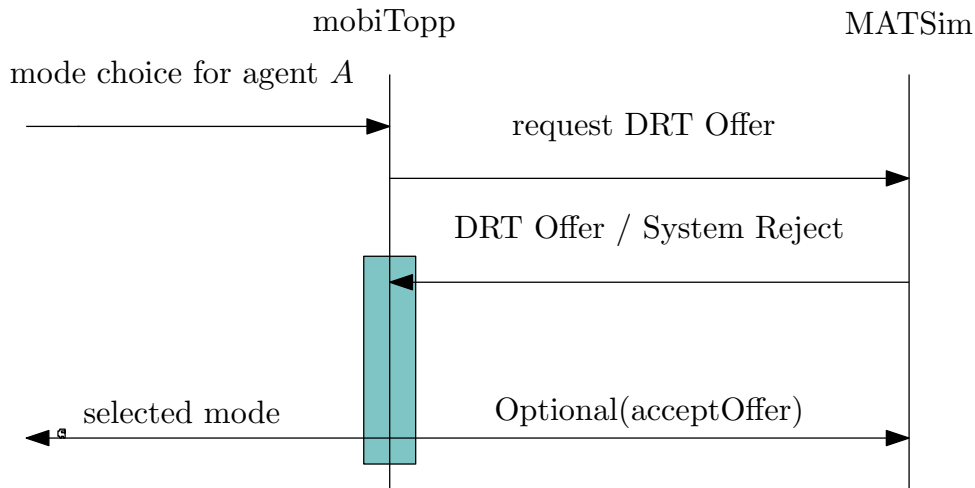 mobiTopp
MATSim
mode choice for agent A
request DRT Offer
DRT Offer / System Reject
selected mode
Optional(acceptOffer)